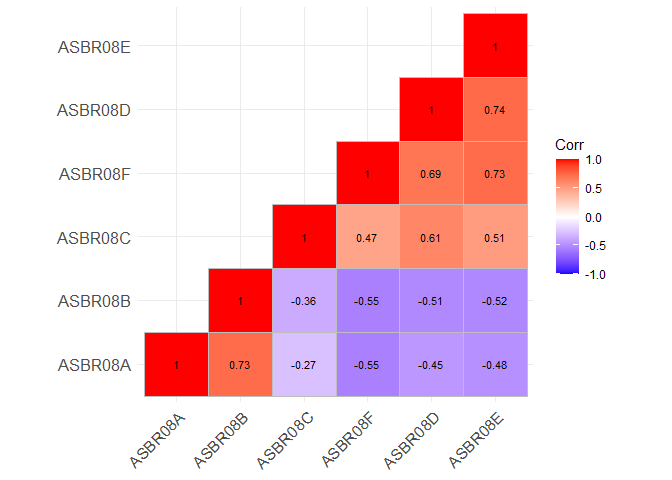 ASBR08E
1
ASBR08D
1
0.74
ASBR08F
1
0.69
0.73
ASBR08C
1
0.47
0.61
0.51
ASBR08B
1
-0.36
-0.55
-0.51
-0.52
ASBR08A
1
0.73
-0.27
-0.55
-0.45
-0.48
ASBR08A
ASBR08B
ASBR08C
ASBR08F
ASBR08D
ASBR08E
Corr
1.0
0.5
0.0
-0.5
-1.0